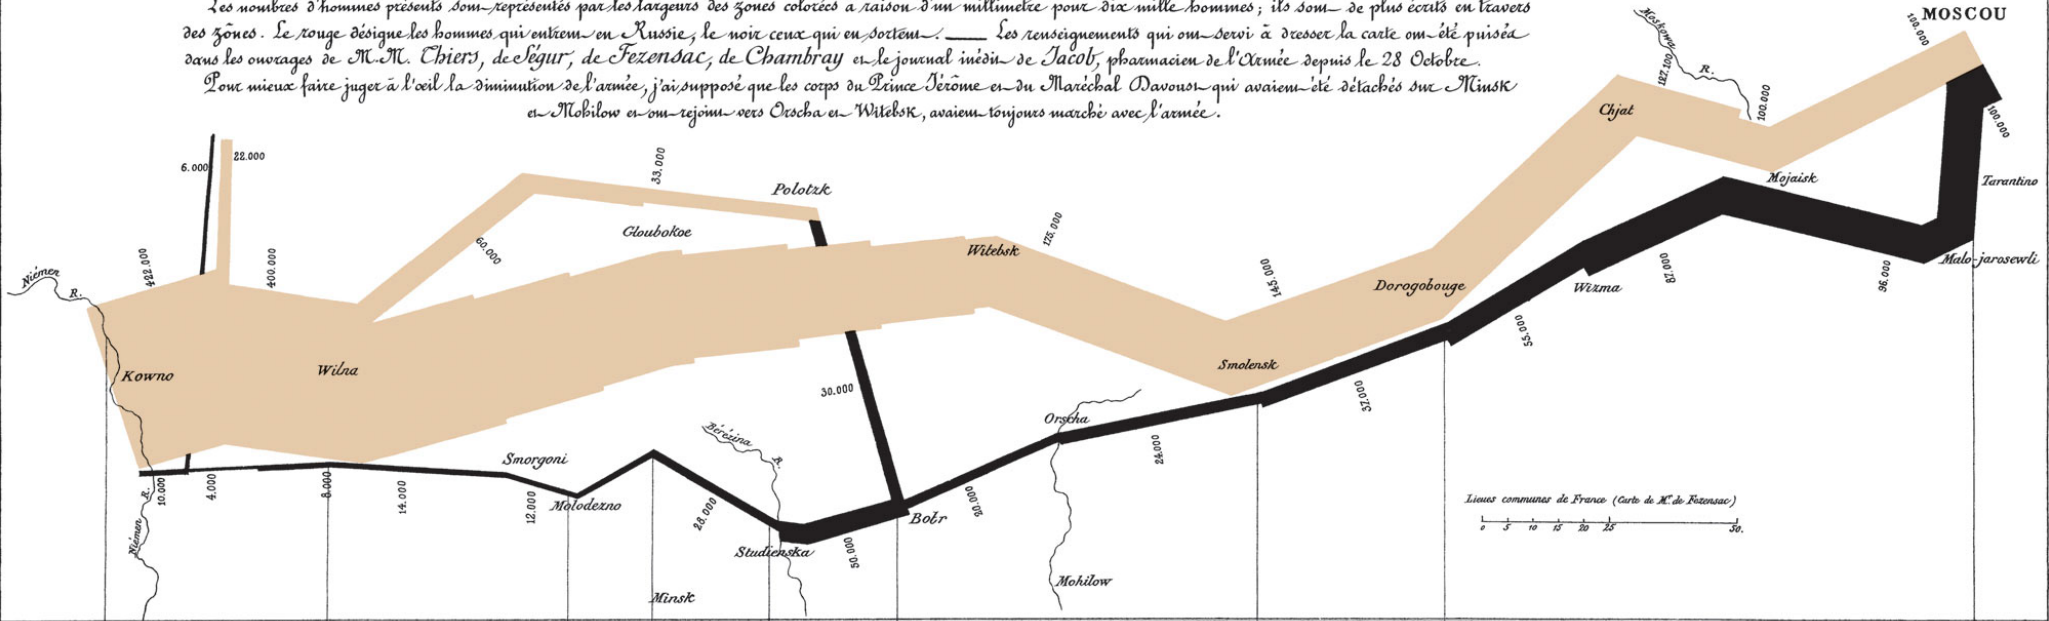 Les nombres d'hommes présents sont représentés par les largeurs des zones colorées a raison d'un millimètre pour dix mille hommes; ils sont de plus écrits en travers
des zônes. Le rouge désigne les hommes qui entrent en Russie, le noir ceux qui en sortent. — Les renseignements qui ont servi à dresser la carte ont été puisés
dans les ouvrages de M.M. Thiers, de Ségur, de Fezensac, de Chambray et le journal inédit de Jacob, pharmacien de l'Armée depuis le 28 Octobre.
Pour mieux faire juger à l'œil la diminution de l'armée, j'ai supposé que les corps du Prince Jérôme et du Maréchal Davoust qui avaient été détachés sur Minsk
et Mohilow et ont rejoint vers Orscha et Witebsk, avaient toujours marché avec l'armée.
MOSCOU
100.000
Moskowa R.
127.100
100.000
Chjat
100.000
Mojaisk
Tarantino
Malo-jarosewli
6.000
22.000
33.000
Polotzk
60.000
Gloubokoe
Witebsk
175.000
Niémen R.
422.000
400.000
145.000
Dorogobouge
Wizma
87.000
96.000
55.000
Kowno
Wilna
Smolensk
30.000
37.000
Bérézina R.
Orscha
24.000
Smorgoni
Molodezno
10.000
4.000
8.000
14.000
12.000
28.000
Studienska
50.000
Botr
20.000
Niémen R.
Minsk
Mohilow
Lieues communes de France (Carte de Mr. de Fezensac)
0 5 10 15 20 25 50.